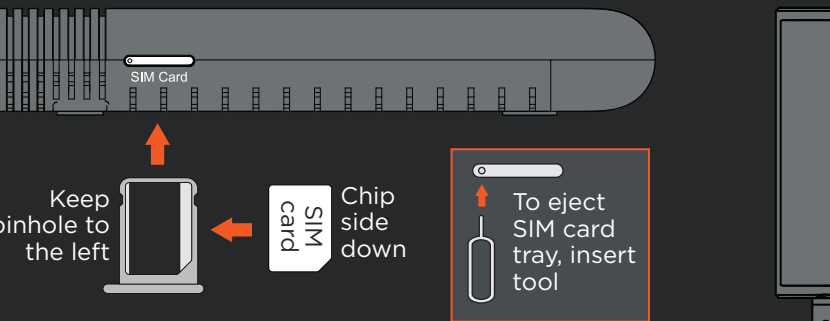 SIM Card
Keep
pinhole to
the left
SIM
card
Chip
side
down
To eject
SIM card
tray, insert
tool